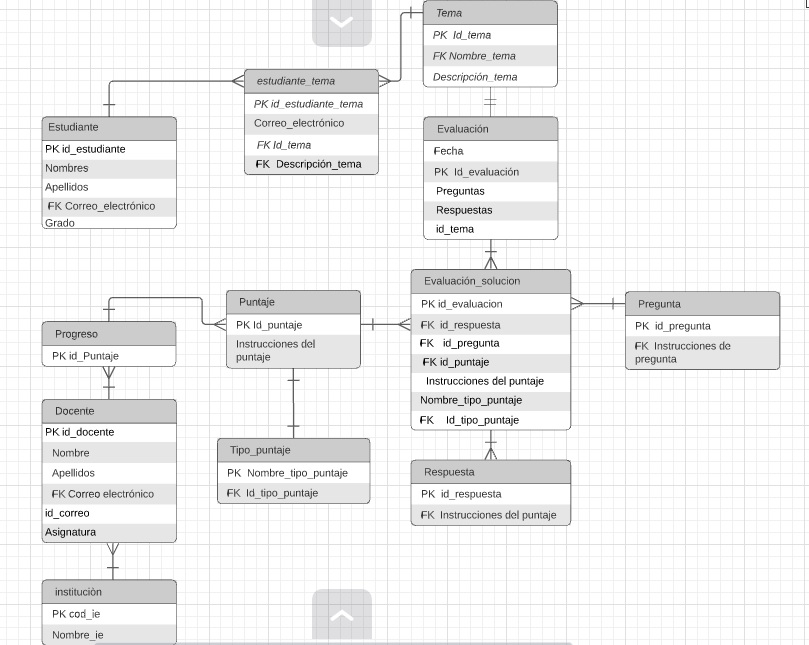 Tema
PK Id_tema
FK Nombre_tema
Descripción_tema
estudiante_tema
PK id_estudiante_tema
Correo_electrónico
FK Id_tema
FK Descripción_tema
Estudiante
PK id_estudiante
Nombres
Apellidos
FK Correo_electrónico
Grado
Evaluación
Fecha
PK Id_evaluación
Preguntas
Respuestas
id_tema
Evaluación_solucion
PK id_evaluacion
FK id_respuesta
FK id_pregunta
FK id_puntaje
Instrucciones del puntaje
Nombre_tipo_puntaje
FK Id_tipo_puntaje
Pregunta
PK id_pregunta
FK Instrucciones de
pregunta
Puntaje
PK Id_puntaje
Instrucciones del
puntaje
Progreso
PK id_Puntaje
Docente
PK id_docente
Nombre
Apellidos
FK Correo electrónico
id_correo
Asignatura
Tipo_puntaje
PK Nombre_tipo_puntaje
FK Id_tipo_puntaje
Respuesta
PK id_respuesta
FK Instrucciones del puntaje
instituciòn
PK cod_ie
Nombre_ie